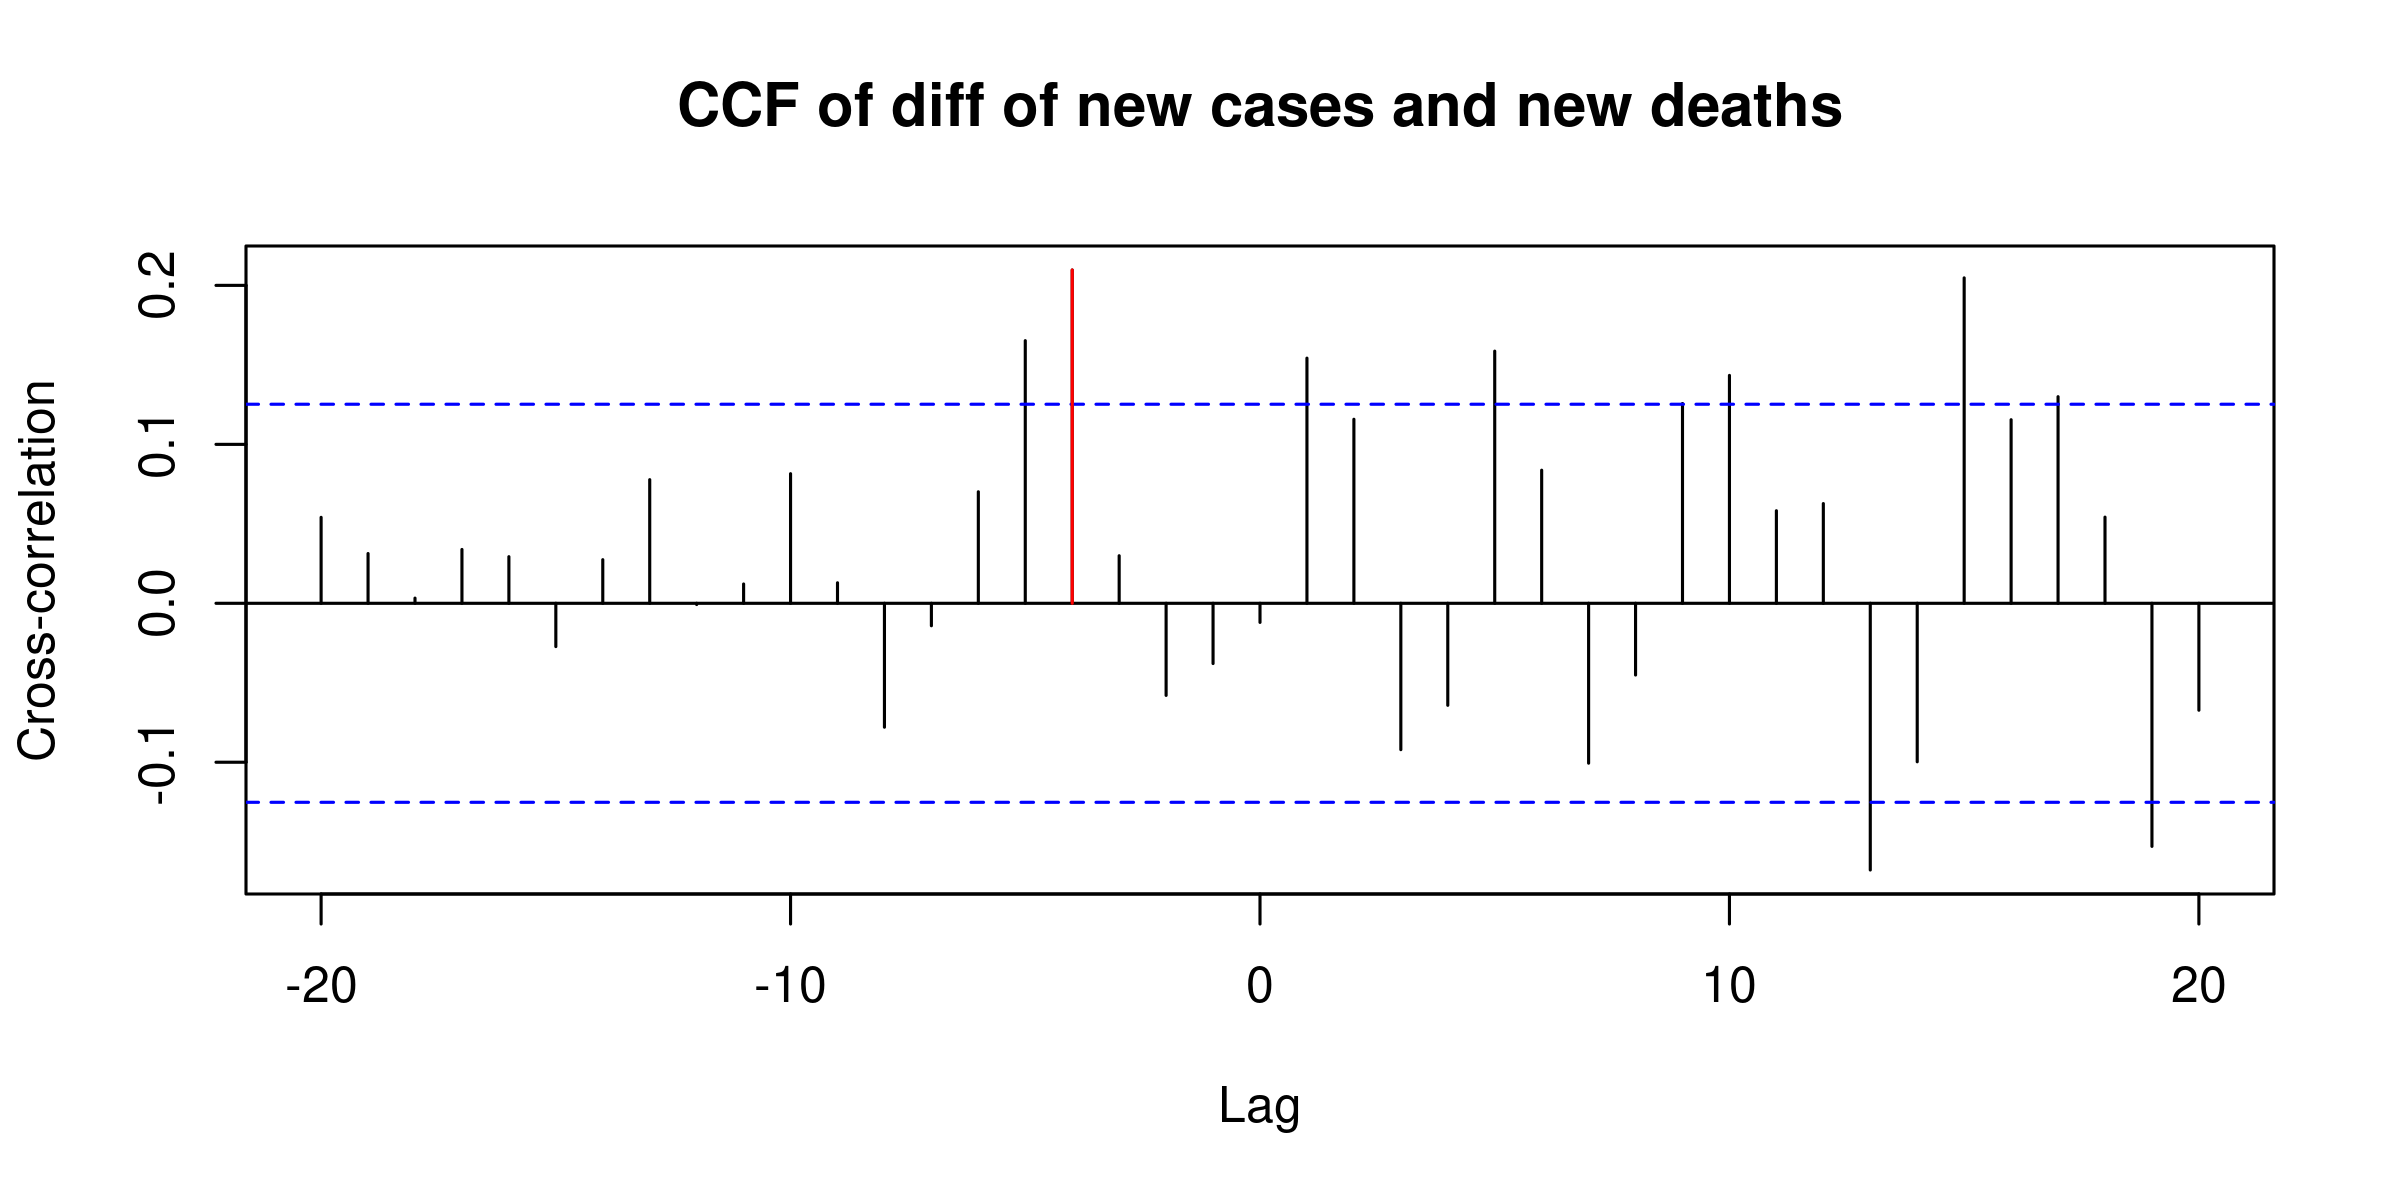 CCF of diff of new cases and new deaths
Cross-correlation
0.2
0.1
0.0
-0.1
-20 -10 0 10 20
Lag